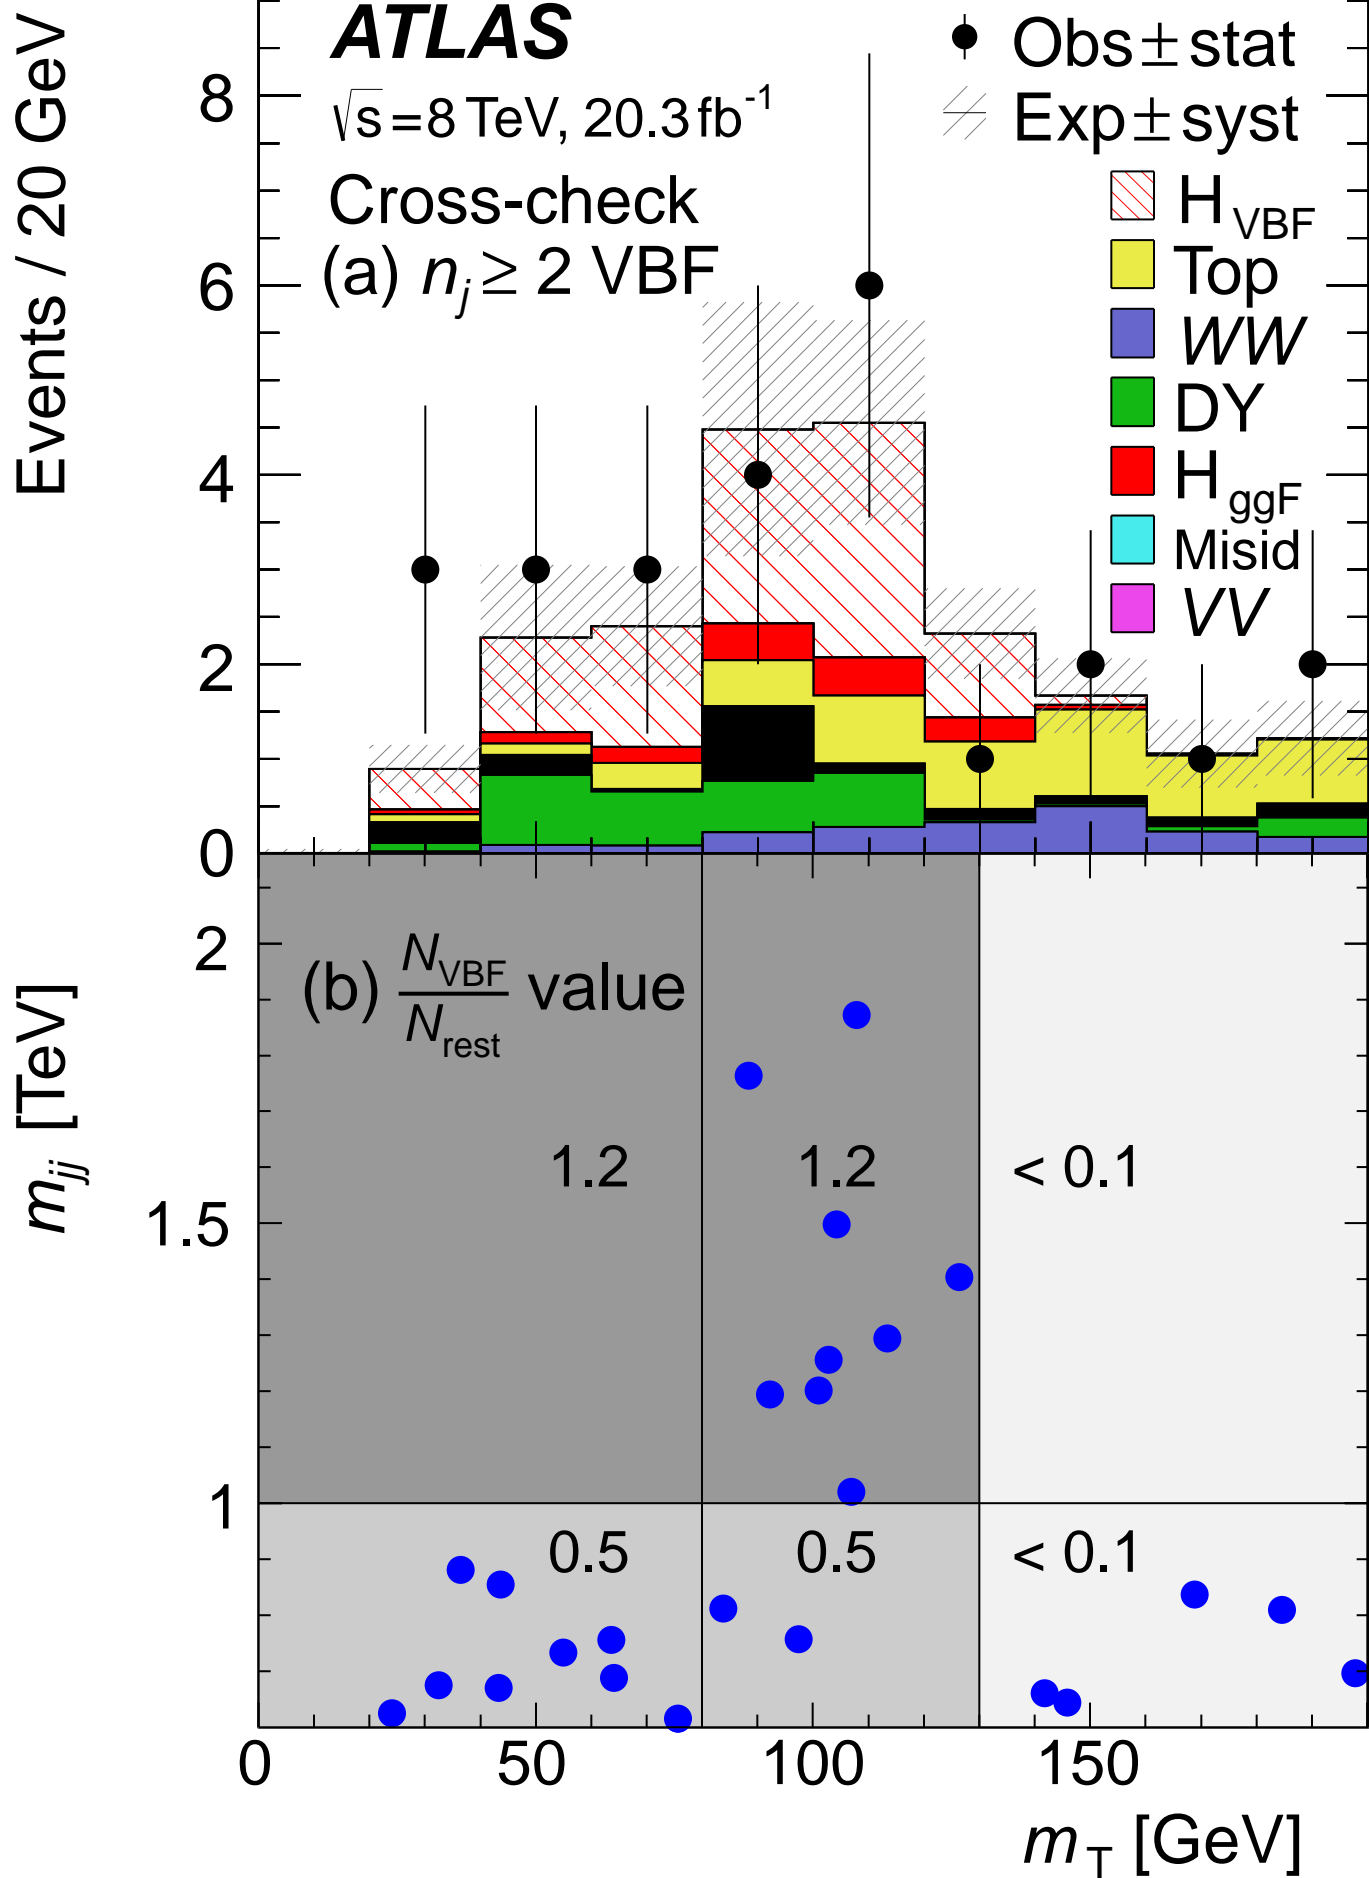 ATLAS
√s = 8 TeV, 20.3 fb-1
Cross-check
(a) nj ≥ 2 VBF
Obs ± stat
Exp ± syst
HVBF
Top
WW
DY
HggF
Misid
VV
Events / 20 GeV
8
6
4
2
0
(b) NVBF/Nrest value
mjj [TeV]
2
1.5
1
1.2
1.2
< 0.1
0.5
0.5
< 0.1
0
50
100
150
mT [GeV]